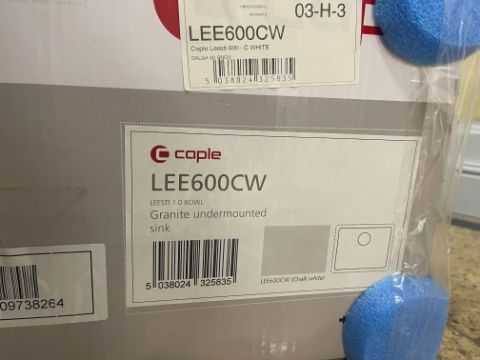 03-H-3
LEE600CW
Caple Leesti 600 - C WHITE
5 038024 325835
caple
LEE600CW
LEESTI 1.0 BOWL
Granite undermounted
sink
5 038024 325835
LEE600CW (Chalk white)
09738264